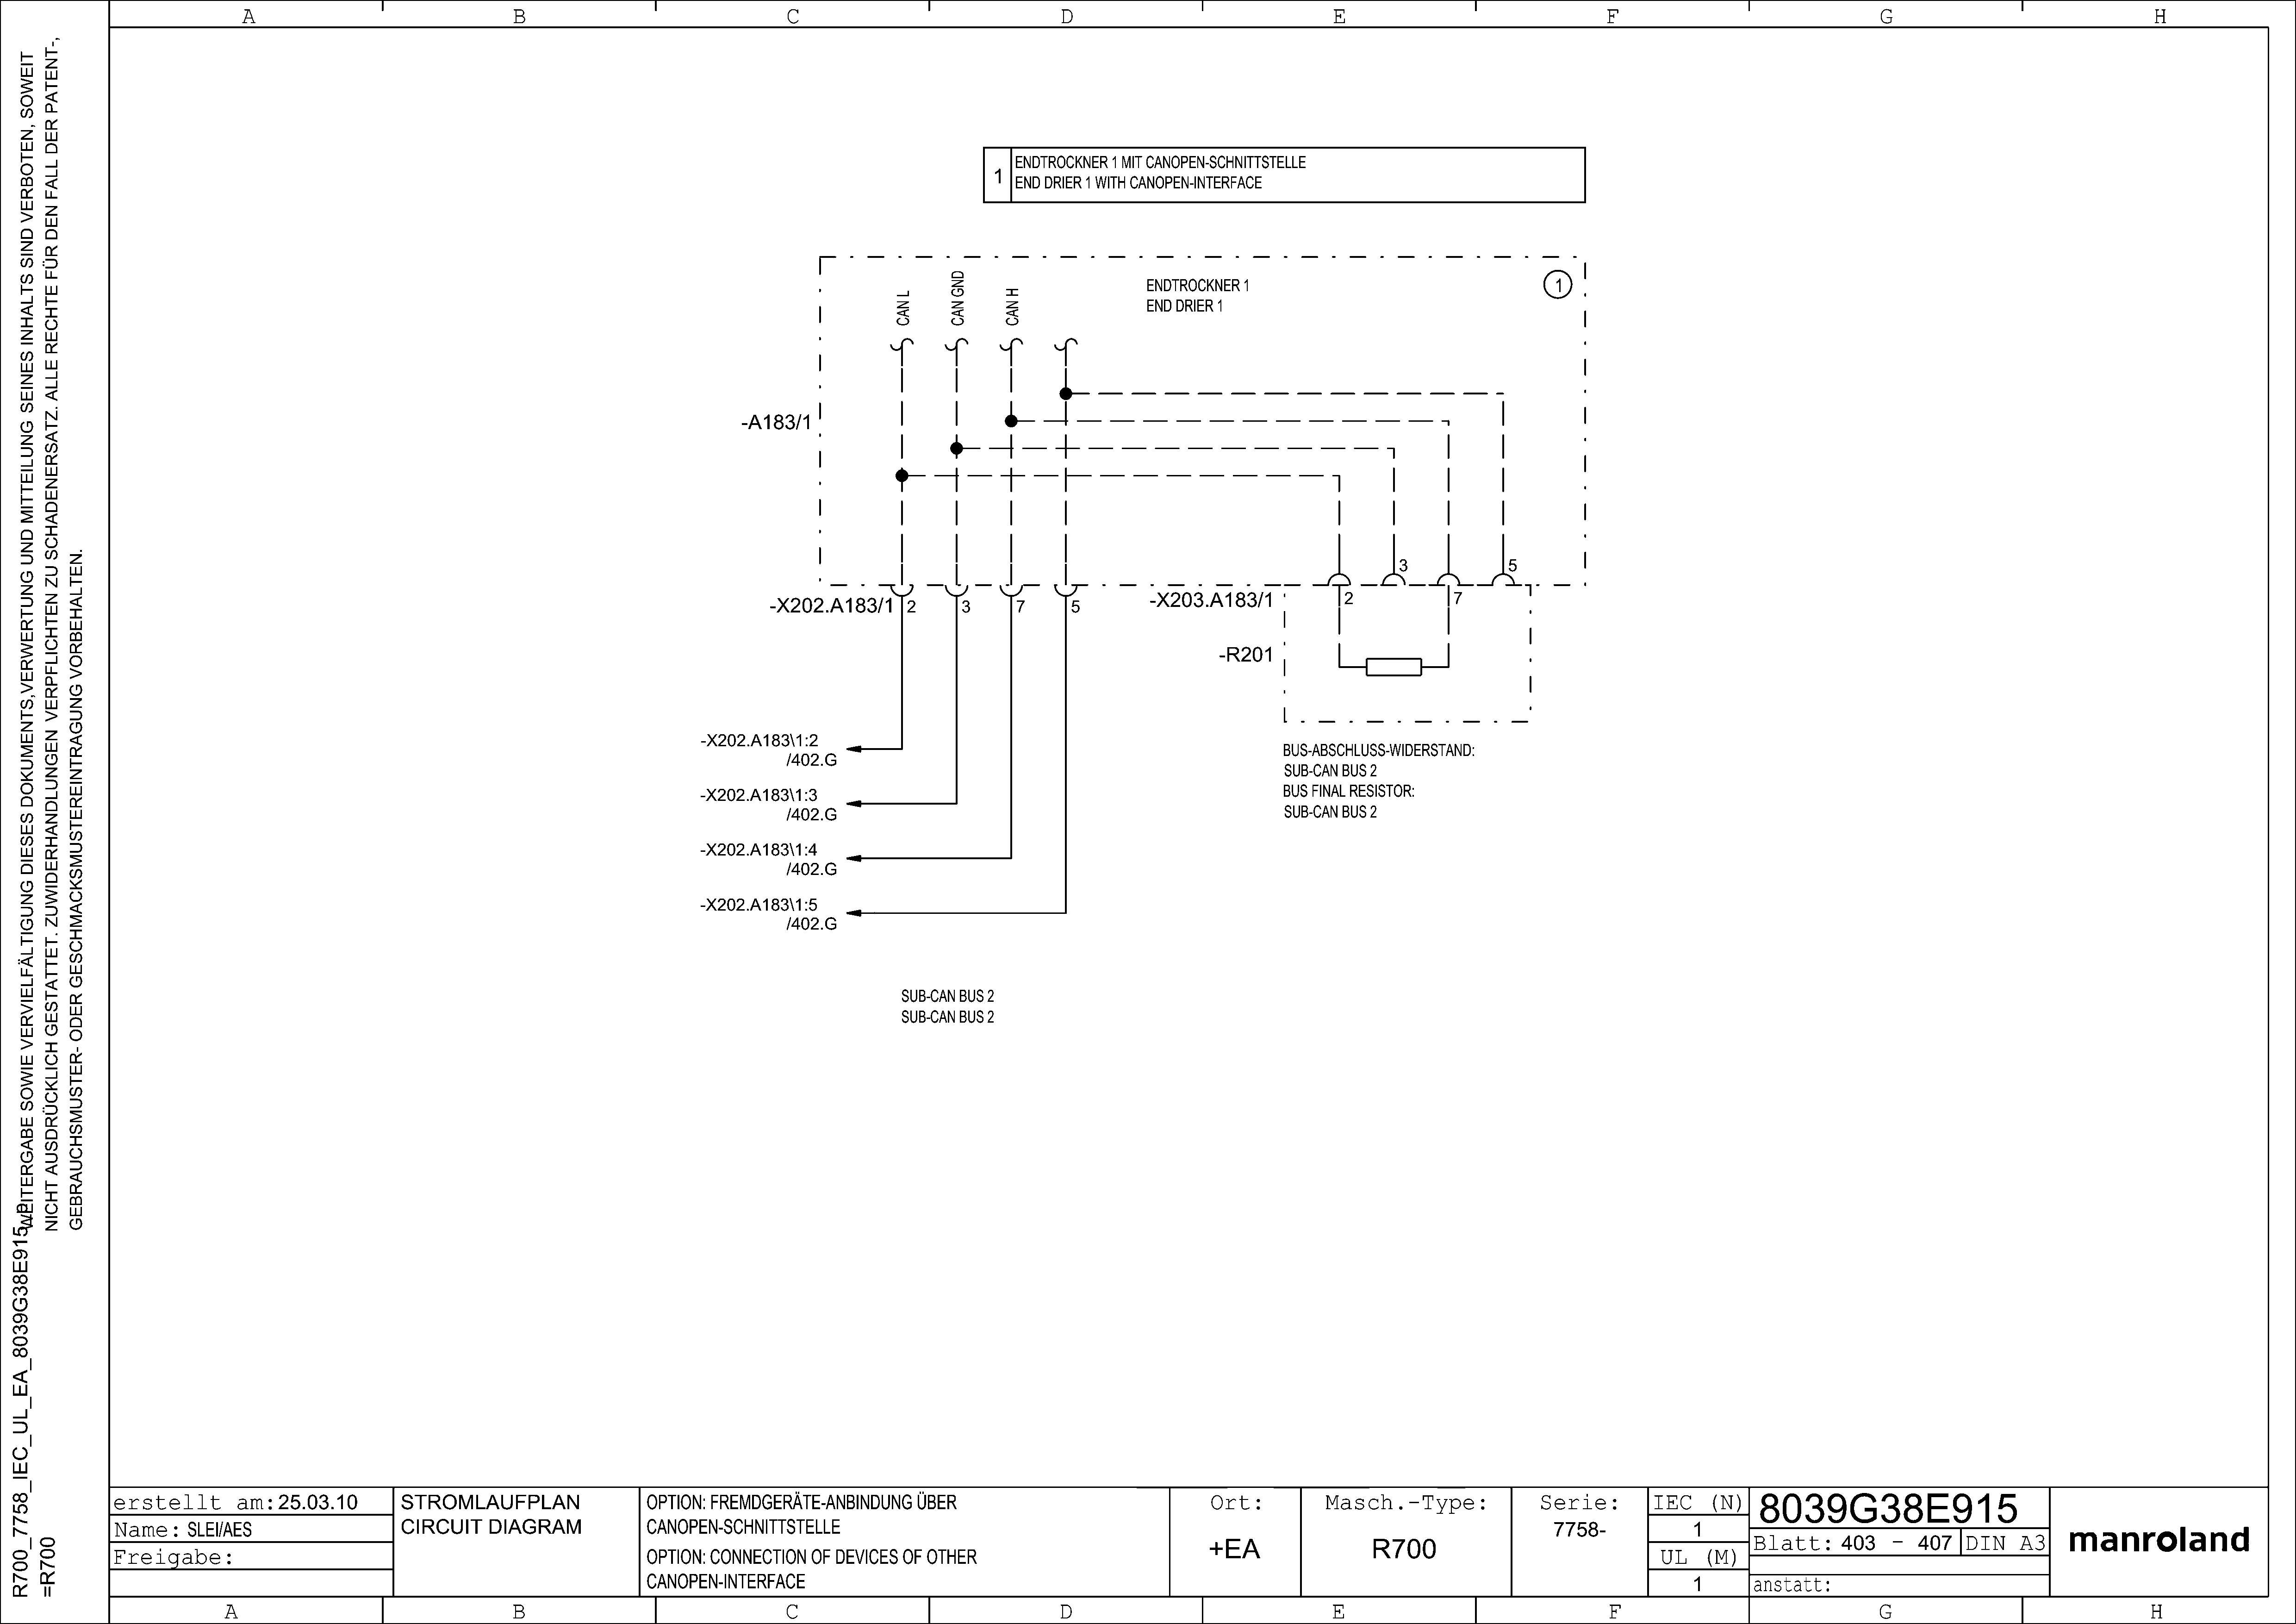 A B C D E F G H
WEITERGABE SOWIE VERVIELFÄLTIGUNG DIESES DOKUMENTS,VERWERTUNG UND MITTEILUNG SEINES INHALTS SIND VERBOTEN, SOWEIT
NICHT AUSDRÜCKLICH GESTATTET. ZUWIDERHANDLUNGEN VERPFLICHTEN ZU SCHADENERSATZ. ALLE RECHTE FÜR DEN FALL DER PATENT-,
GEBRAUCHSMUSTER- ODER GESCHMACKSMUSTEREINTRAGUNG VORBEHALTEN.
1
ENDTROCKNER 1 MIT CANOPEN-SCHNITTSTELLE
END DRIER 1 WITH CANOPEN-INTERFACE
CAN L
CAN GND
CAN H
ENDTROCKNER 1
END DRIER 1
1
-A183/1
3 5
-X202.A183/1 2 3 7 5
-X203.A183/1 2 7
-R201
-X202.A183\1:2
/402.G
-X202.A183\1:3
/402.G
-X202.A183\1:4
/402.G
-X202.A183\1:5
/402.G
BUS-ABSCHLUSS-WIDERSTAND:
SUB-CAN BUS 2
BUS FINAL RESISTOR:
SUB-CAN BUS 2
SUB-CAN BUS 2
SUB-CAN BUS 2
=R700
erstellt am: 25.03.10
Name: SLEI/AES
Freigabe:
STROMLAUFPLAN
CIRCUIT DIAGRAM
OPTION: FREMDGERÄTE-ANBINDUNG ÜBER
CANOPEN-SCHNITTSTELLE
OPTION: CONNECTION OF DEVICES OF OTHER
CANOPEN-INTERFACE
Ort:
+EA
Masch.-Type:
R700
Serie:
7758-
IEC (N)
1
UL (M)
1
8039G38E915
Blatt: 403 - 407 DIN A3
anstatt:
manroland
A B C D E F G H